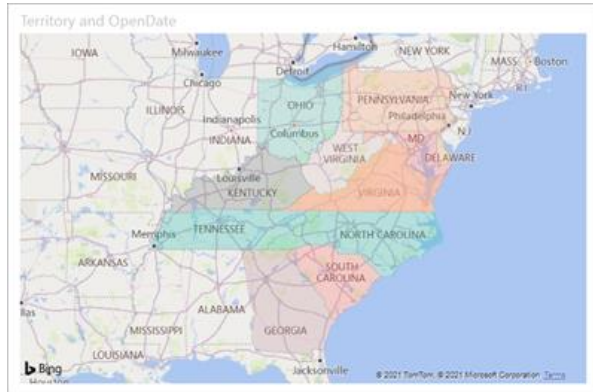 Territory and OpenDate
Hamilton
IOWA
Milwaukee
NEW YORK
MASS
Boston
Detroit
Chicago
RI
OHIO
PENNSYLVANIA
New York
ILLINOIS
Philadelphia
Indianapolis
Columbus
NJ
INDIANA
MD
WEST
VIRGINIA
DELAWARE
MISSOURI
Louisville
KENTUCKY
VIRGINIA
TENNESSEE
NORTH CAROLINA
Memphis
ARKANSAS
SOUTH
CAROLINA
llas
ALABAMA
MISSISSIPPI
GEORGIA
LOUISIANA
Bing
Jacksonville
© 2021 TomTom, © 2021 Microsoft Corporation Terms
Houston